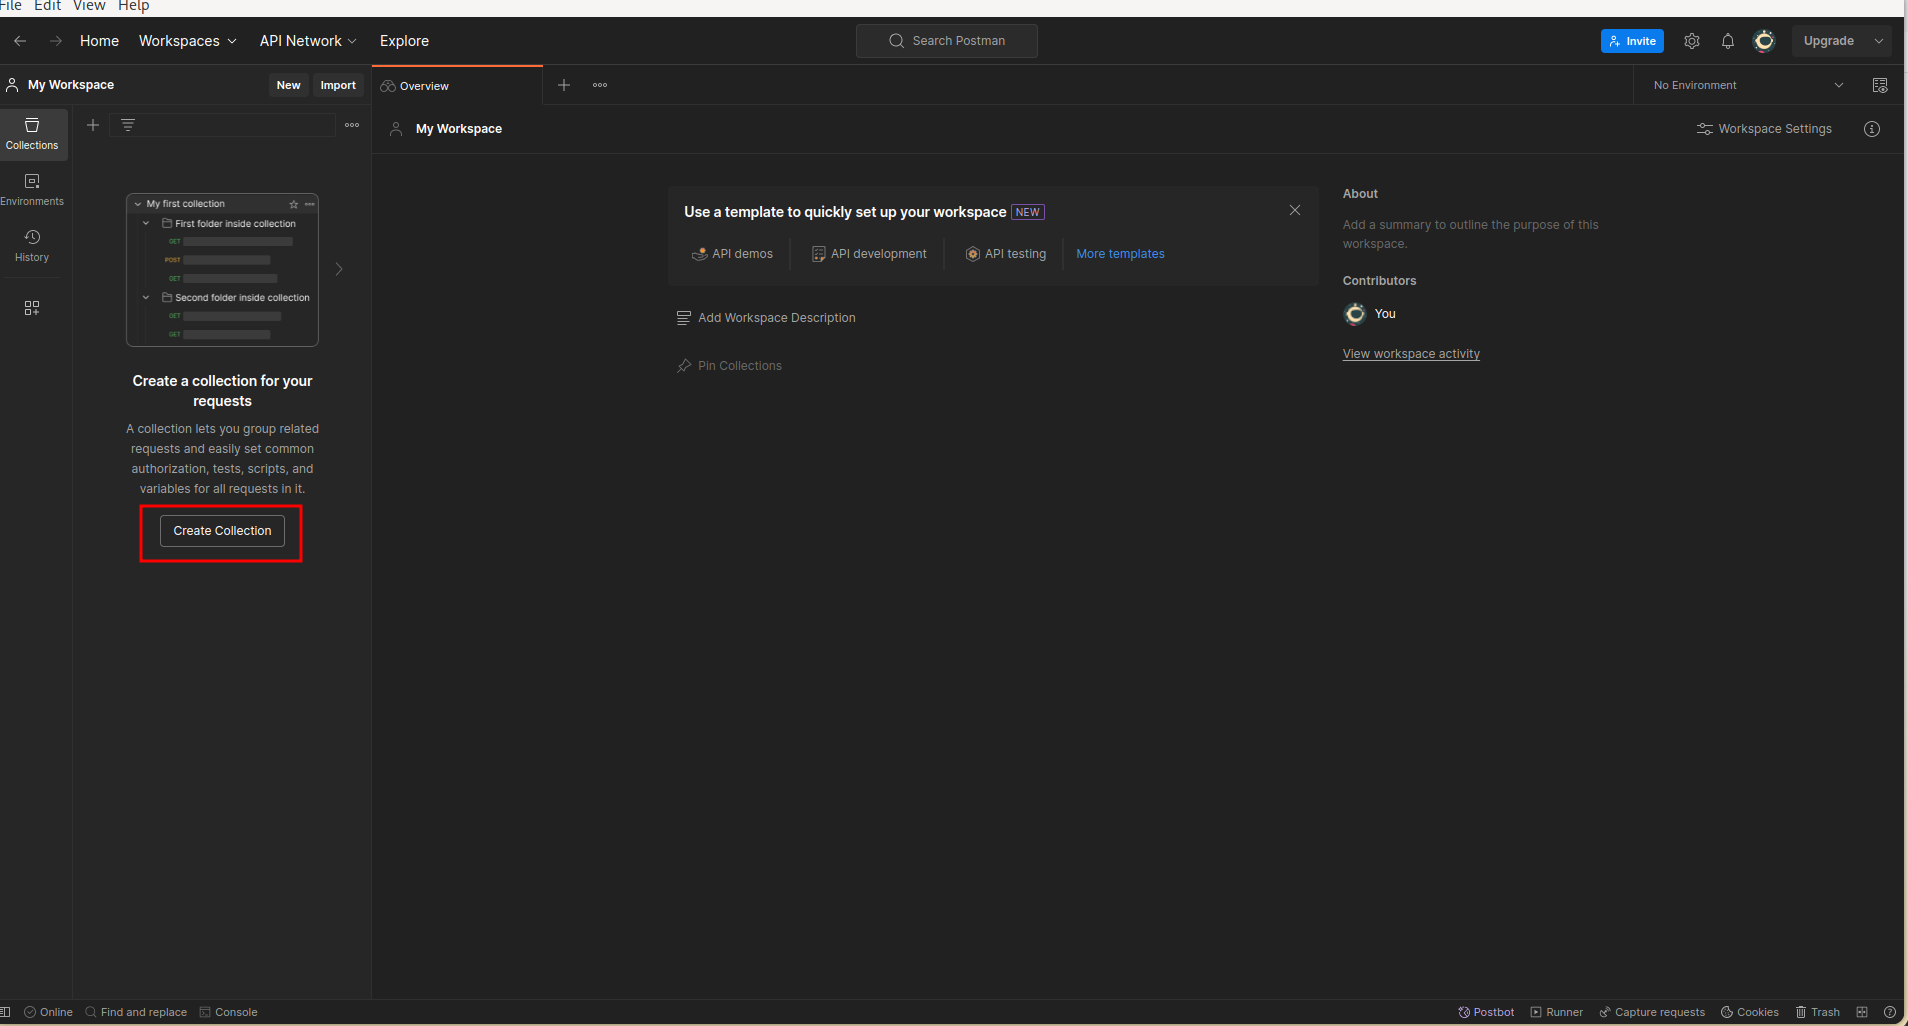 File Edit View Help
Home Workspaces API Network Explore Search Postman Invite Upgrade
My Workspace New Import Overview No Environment
My Workspace Workspace Settings
Collections
Environments
History
My first collection
First folder inside collection
GET
POST
GET
Second folder inside collection
GET
GET
Create a collection for your
requests
A collection lets you group related
requests and easily set common
authorization, tests, scripts, and
variables for all requests in it.
Create Collection
Use a template to quickly set up your workspace NEW
API demos API development API testing More templates
Add Workspace Description
Pin Collections
About
Add a summary to outline the purpose of this
workspace.
Contributors
You
View workspace activity
Online Find and replace Console Postbot Runner Capture requests Cookies Trash